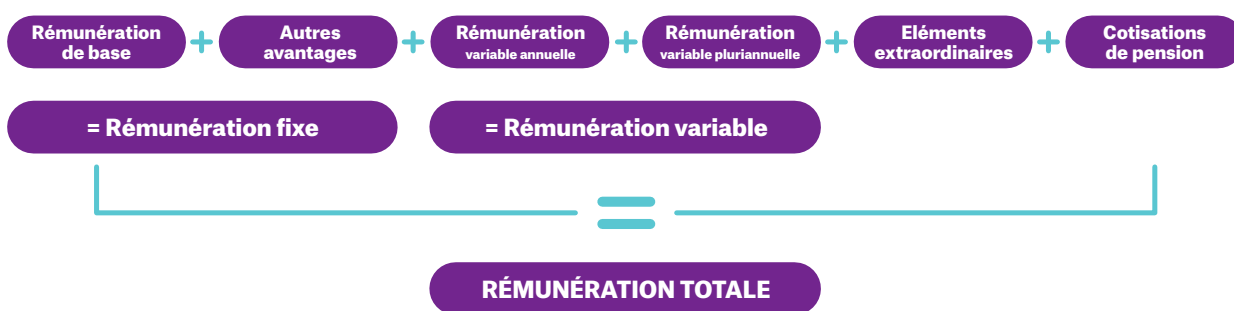 Rémunération
de base
+
Autres
avantages
+
Rémunération
variable annuelle
+
Rémunération
variable pluriannuelle
+
Eléments
extraordinaires
+
Cotisations
de pension
= Rémunération fixe
= Rémunération variable
=
RÉMUNÉRATION TOTALE